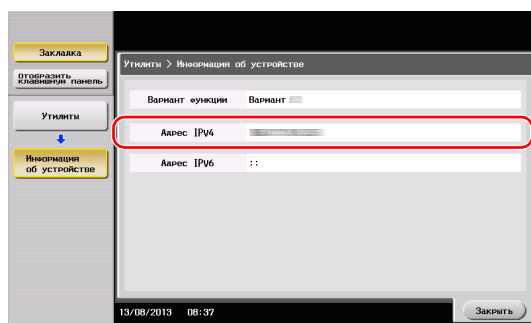 Закладка
Отобразить
клавишную панель
Утилиты
Информация
об устройстве
Утилиты > Информация об устройстве
Вариант функции Вариант
Адрес IPV4
Адрес IPV6 ::
13/08/2013 08:37
Закрыть